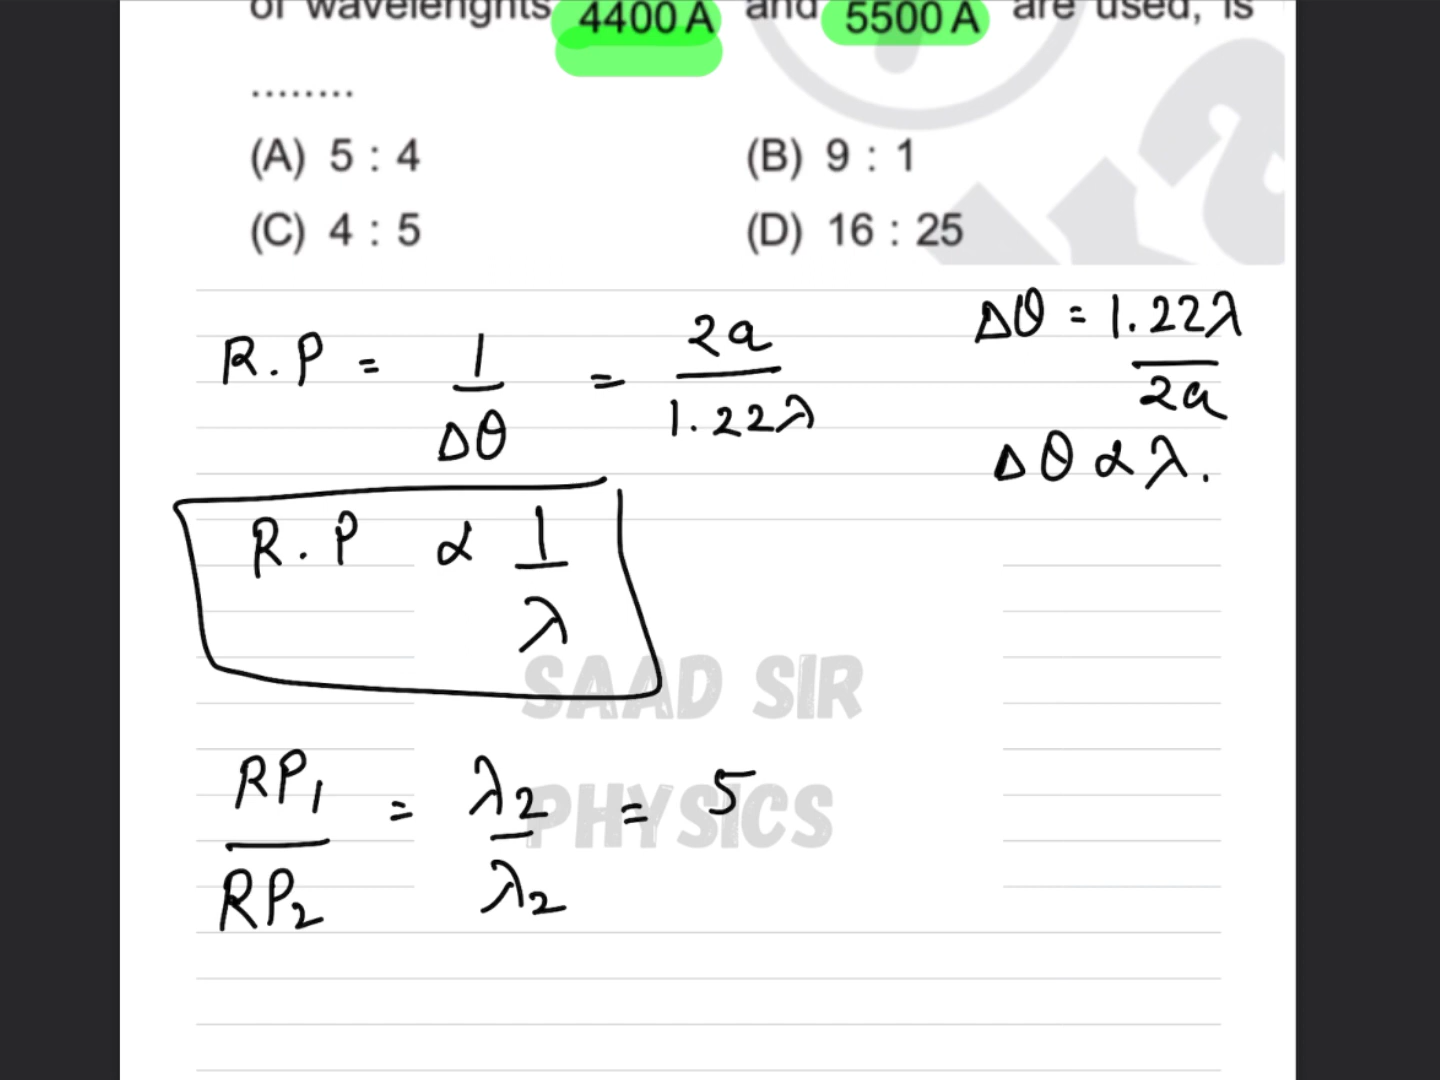 of wavelenghts 4400 A and 5500 A are used, is
........
(A) 5 : 4 (B) 9 : 1
(C) 4 : 5 (D) 16 : 25
R.P = 1/Δθ = 2a/1.22λ
Δθ = 1.22λ/2a
Δθ α λ.
R.P α 1/λ
SAAD SIR
PHYSICS
RP₁/RP₂ = λ₂/λ₂ = 5